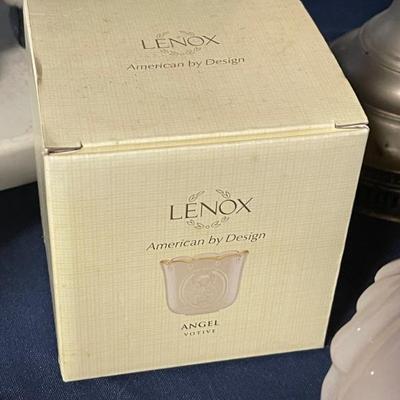 LENOX
American by Design
LENOX
American by Design
ANGEL
VOTIVE